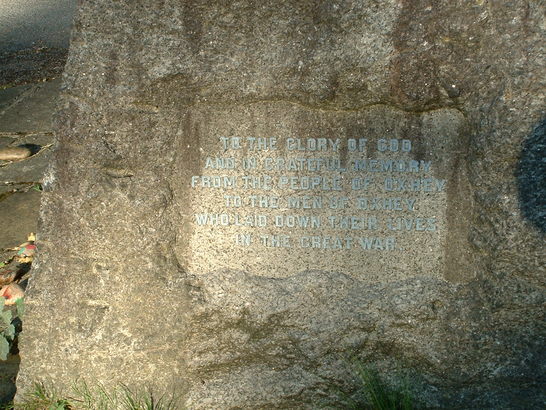 TO THE GLORY OF GOD
AND IN GRATEFUL MEMORY
FROM THE PEOPLE OF OXHEY
TO THE MEN OF OXHEY
WHO LAID DOWN THEIR LIVES
IN THE GREAT WAR